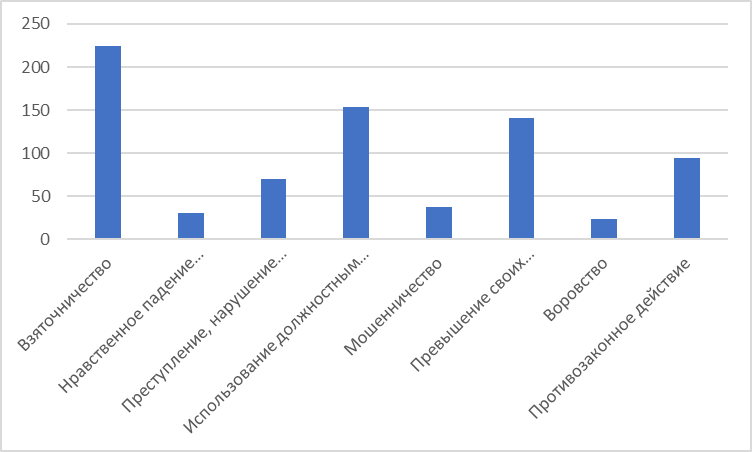 250
200
150
100
50
0
Взяточничество
Нравственное падение...
Преступление, нарушение...
Использование должностным...
Мошенничество
Превышение своих...
Воровство
Противозаконное действие